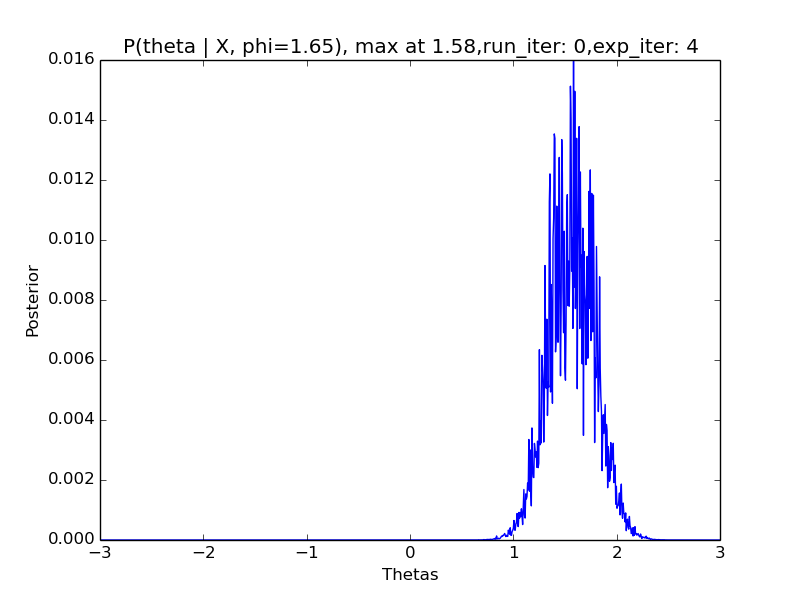 P(theta | X, phi=1.65), max at 1.58,run_iter: 0,exp_iter: 4
0.016
0.014
0.012
0.010
0.008
0.006
0.004
0.002
0.000
Posterior
−3 −2 −1 0 1 2 3
Thetas